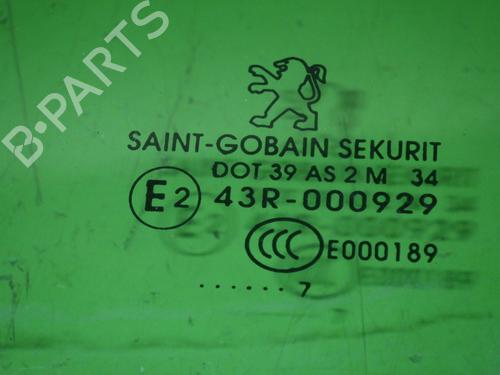 B-PARTS
SAINT-GOBAIN SEKURIT
DOT 39 AS 2 M 34
E2 43R-000929
CCC E000189
...... 7